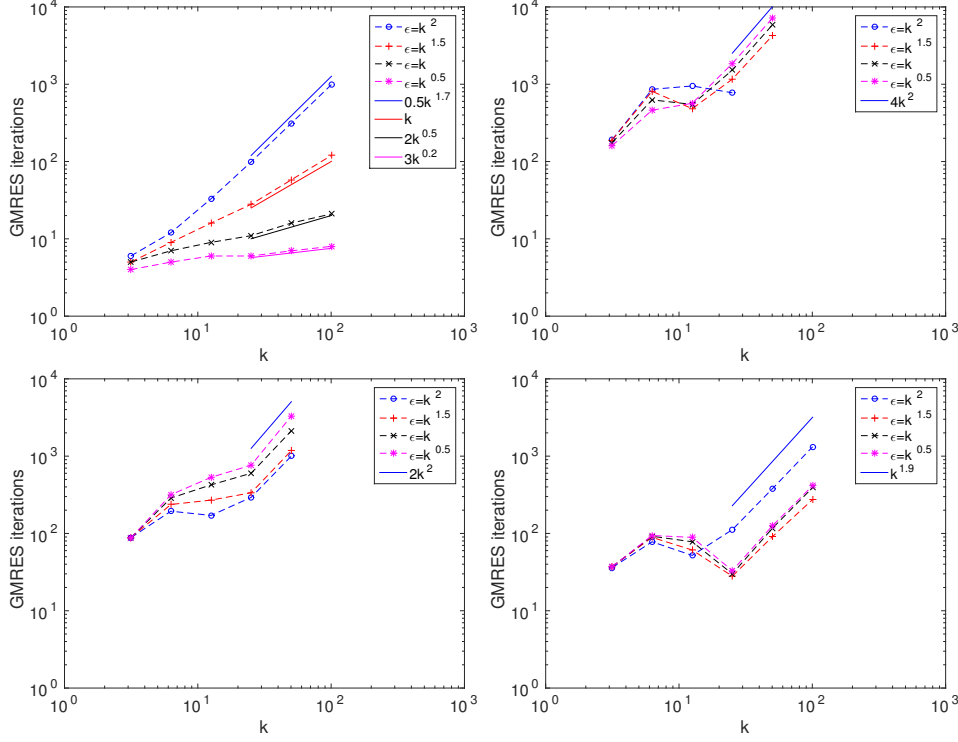 GMRES iterations
10^4
10^3
10^2
10^1
10^0
10^0 10^1 10^2 10^3
k
ϵ=k^2
ϵ=k^1.5
ϵ=k
ϵ=k^0.5
0.5k^1.7
k
2k^0.5
3k^0.2
GMRES iterations
10^4
10^3
10^2
10^1
10^0
10^0 10^1 10^2 10^3
k
ϵ=k^2
ϵ=k^1.5
ϵ=k
ϵ=k^0.5
4k^2
GMRES iterations
10^4
10^3
10^2
10^1
10^0
10^0 10^1 10^2 10^3
k
ϵ=k^2
ϵ=k^1.5
ϵ=k
ϵ=k^0.5
2k^2
GMRES iterations
10^4
10^3
10^2
10^1
10^0
10^0 10^1 10^2 10^3
k
ϵ=k^2
ϵ=k^1.5
ϵ=k
ϵ=k^0.5
k^1.9